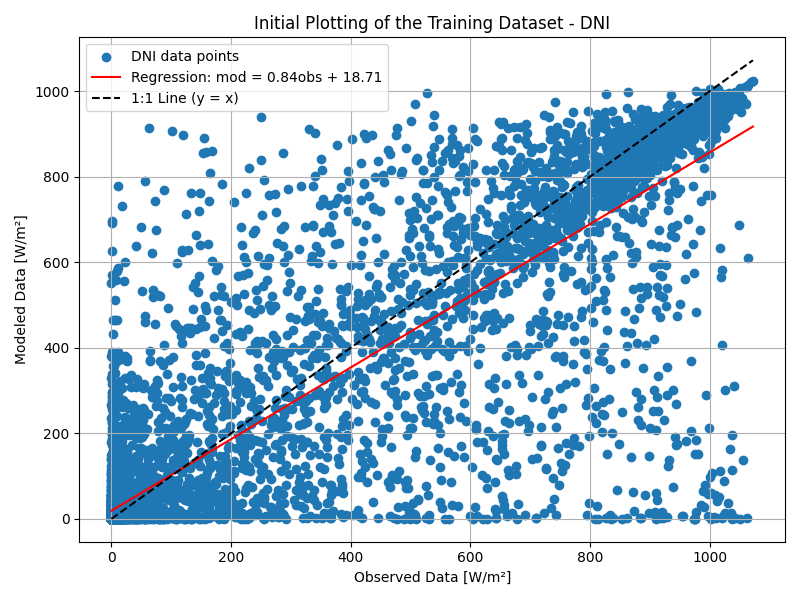 Initial Plotting of the Training Dataset - DNI
DNI data points
Regression: mod = 0.84obs + 18.71
1:1 Line (y = x)
Modeled Data [W/m²]
1000
800
600
400
200
0
0 200 400 600 800 1000
Observed Data [W/m²]